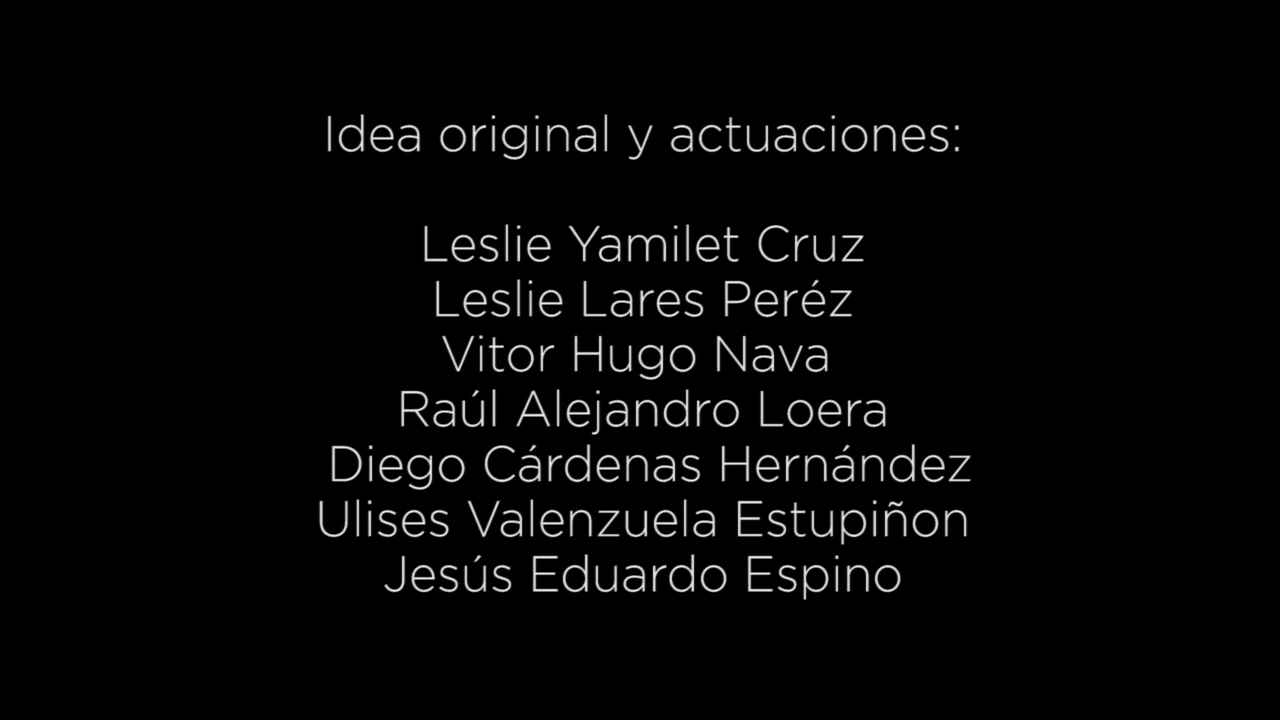 Idea original y actuaciones:
Leslie Yamilet Cruz
Leslie Lares Peréz
Vitor Hugo Nava
Raúl Alejandro Loera
Diego Cárdenas Hernández
Ulises Valenzuela Estupiñon
Jesús Eduardo Espino